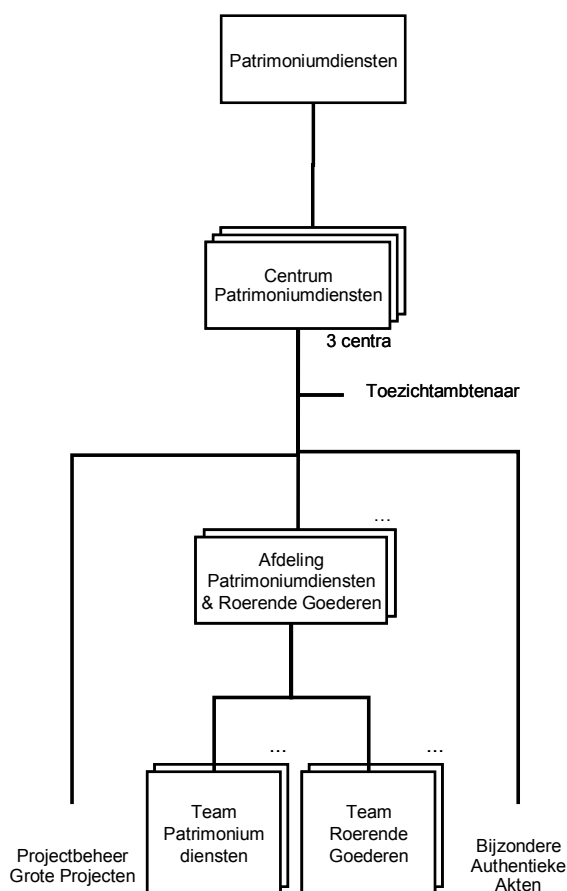 Patrimoniumdiensten
Centrum
Patrimoniumdiensten
3 centra
Toezichtambtenaar
...
Afdeling
Patrimoniumdiensten
& Roerende Goederen
...
...
Team
Patrimonium
diensten
Team
Roerende
Goederen
Projectbeheer
Grote Projecten
Bijzondere
Authentieke
Akten